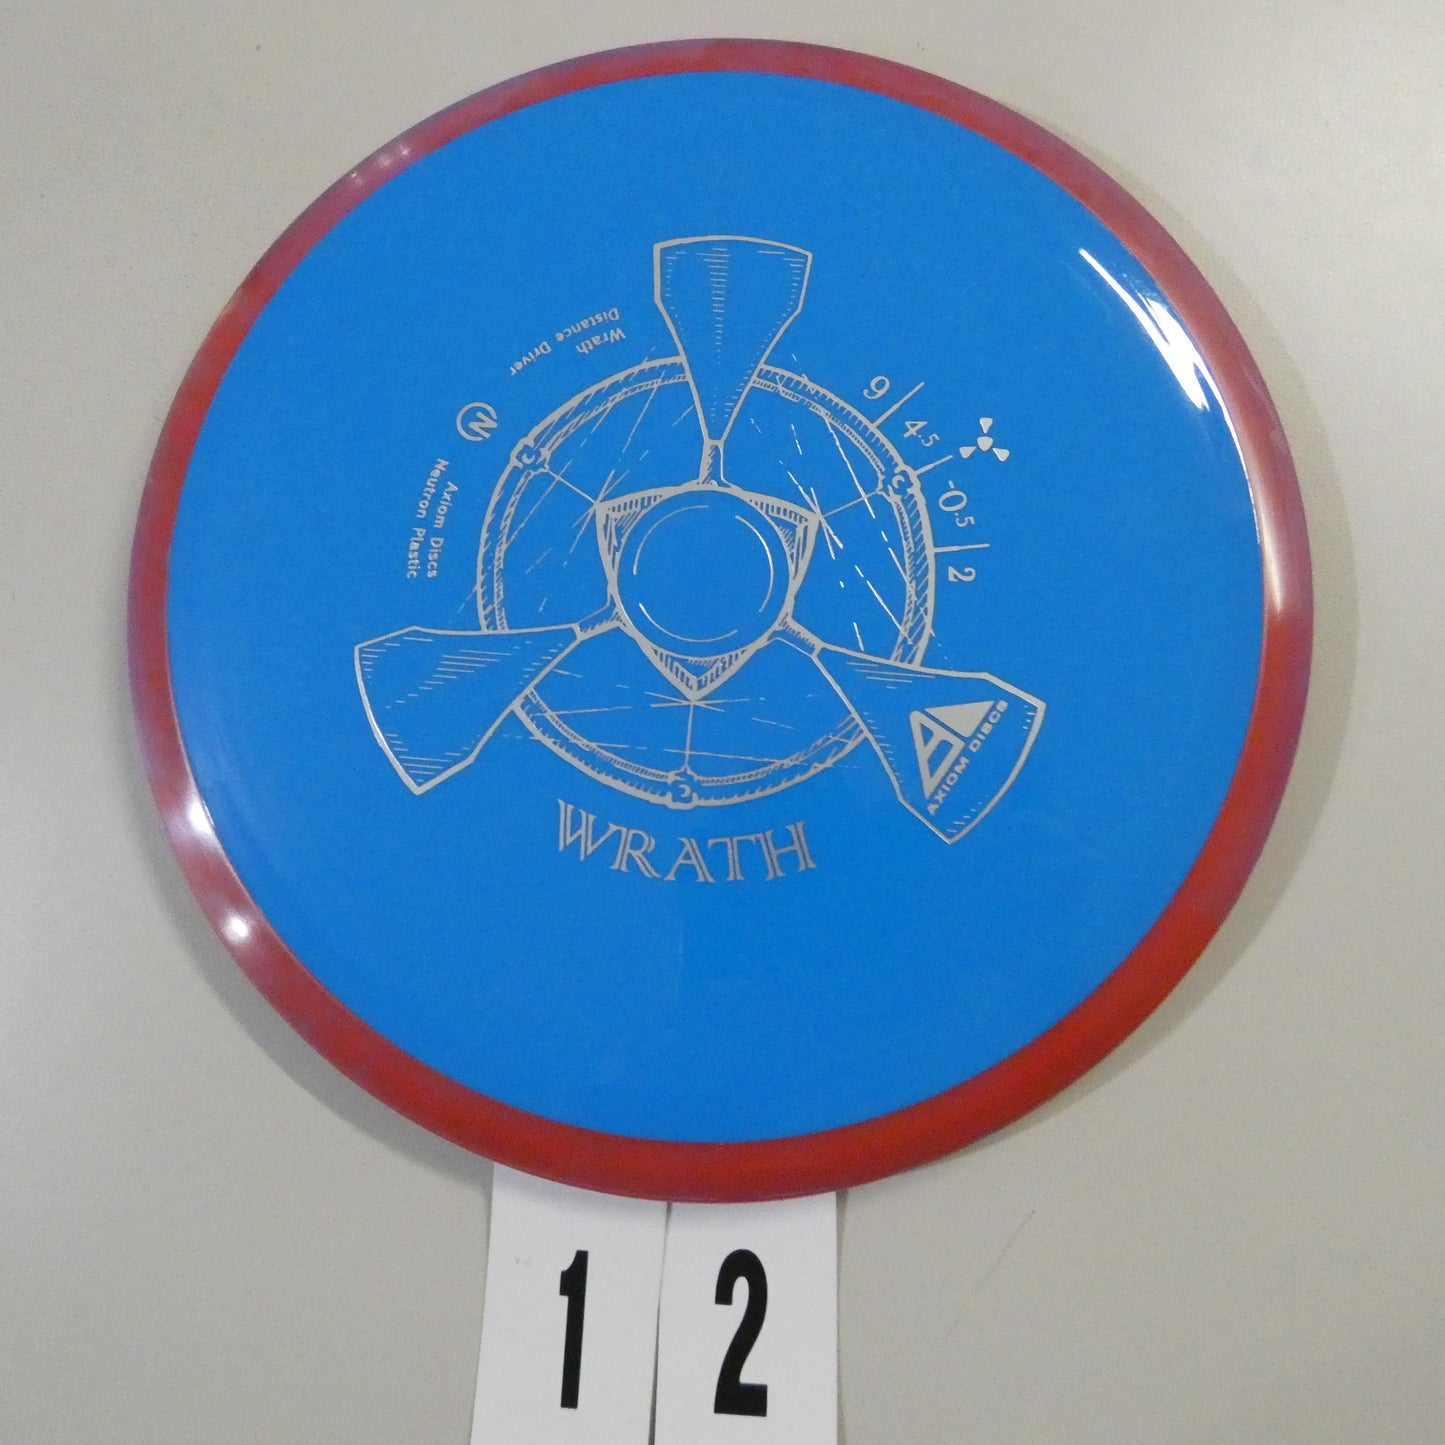 Wrath
Distance Driver
N
Axiom Discs
Neutron Plastic
9
4.5
-0.5
2
AXIOM DISCS
WRATH
1 2